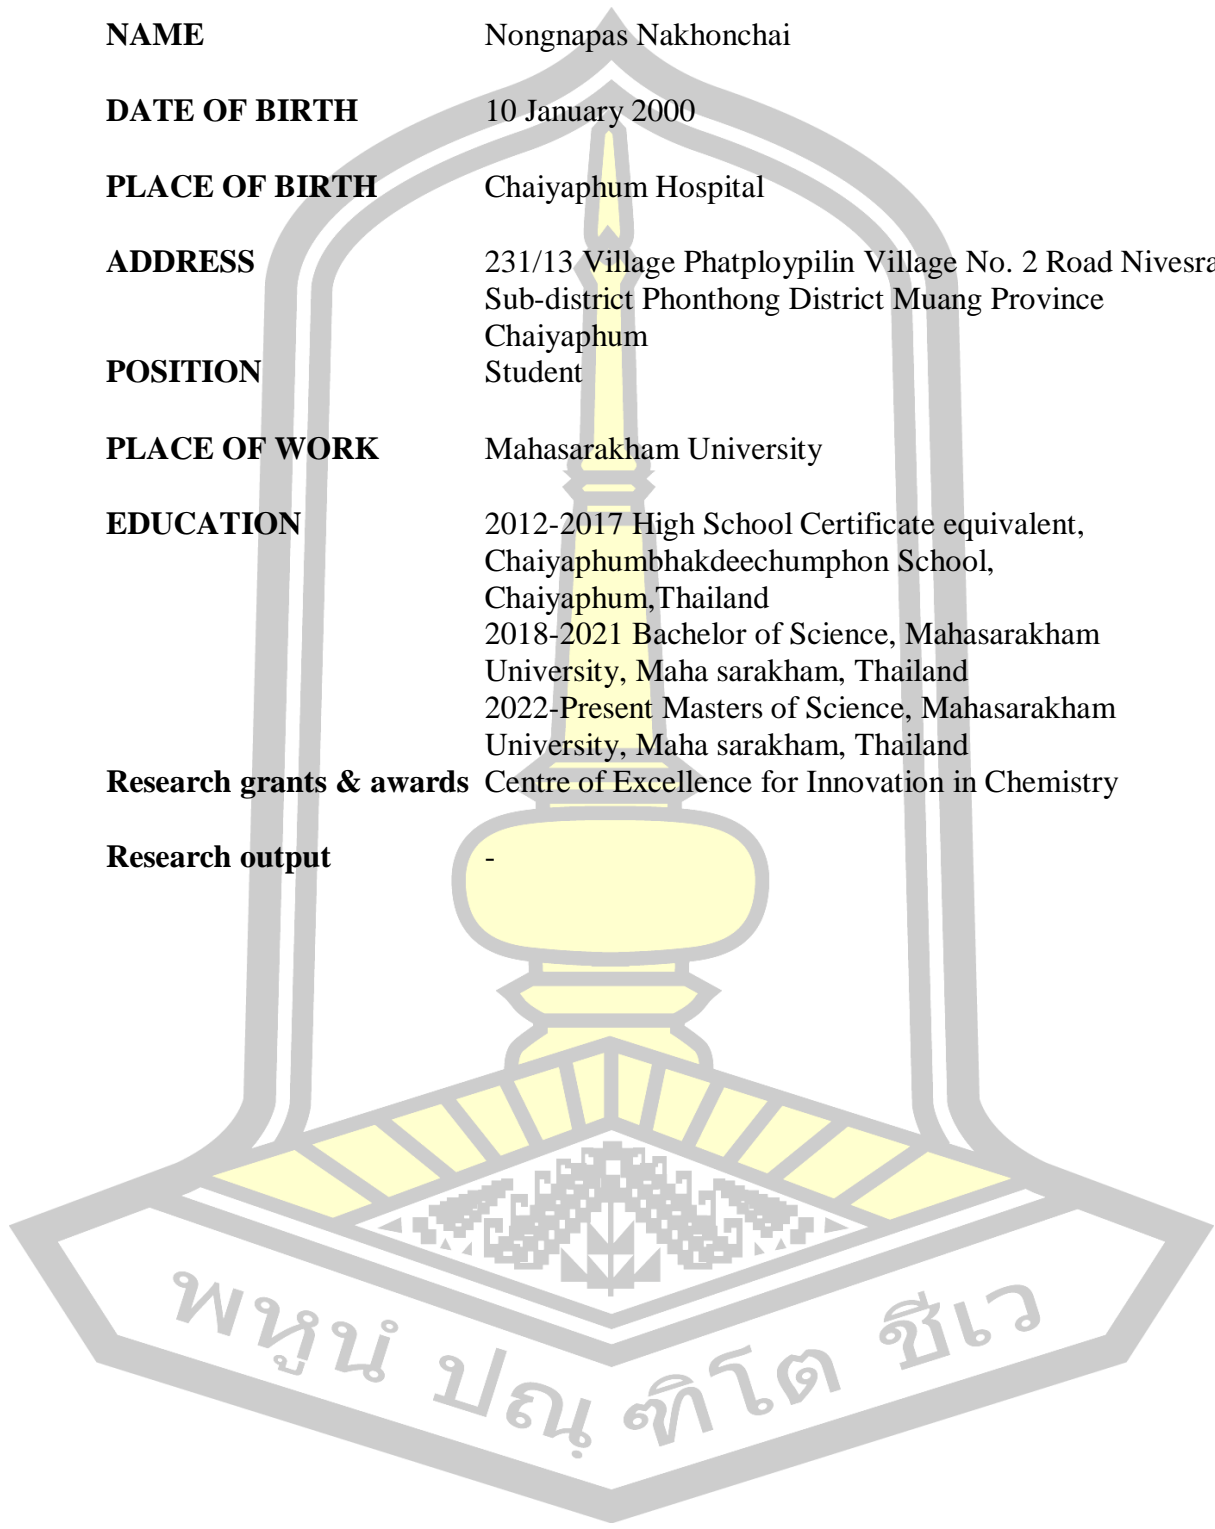 NAME Nongnapas Nakhonchai
DATE OF BIRTH 10 January 2000
PLACE OF BIRTH Chaiyaphum Hospital
ADDRESS 231/13 Village Phatploypilin Village No. 2 Road Nivesra
Sub-district Phonthong District Muang Province
Chaiyaphum
POSITION Student
PLACE OF WORK Mahasarakham University
EDUCATION 2012-2017 High School Certificate equivalent,
Chaiyaphumbhakdeechumphon School,
Chaiyaphum,Thailand
2018-2021 Bachelor of Science, Mahasarakham
University, Maha sarakham, Thailand
2022-Present Masters of Science, Mahasarakham
University, Maha sarakham, Thailand
Research grants & awards Centre of Excellence for Innovation in Chemistry
Research output -
พหูนํ ปณฺ ฑิโต ชีเว